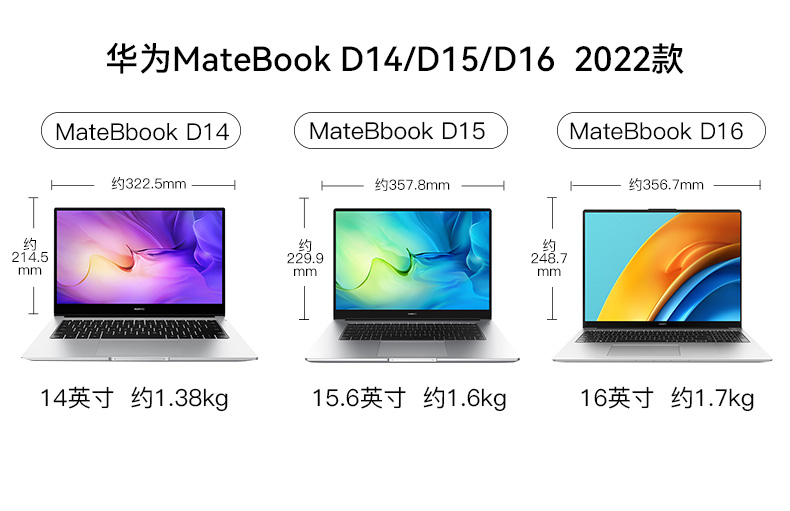 华为MateBook D14/D15/D16 2022款
MateBbook D14
MateBbook D15
MateBbook D16
约322.5mm
约357.8mm
约356.7mm
约
214.5
mm
约
229.9
mm
约
248.7
mm
14英寸 约1.38kg
15.6英寸 约1.6kg
16英寸 约1.7kg